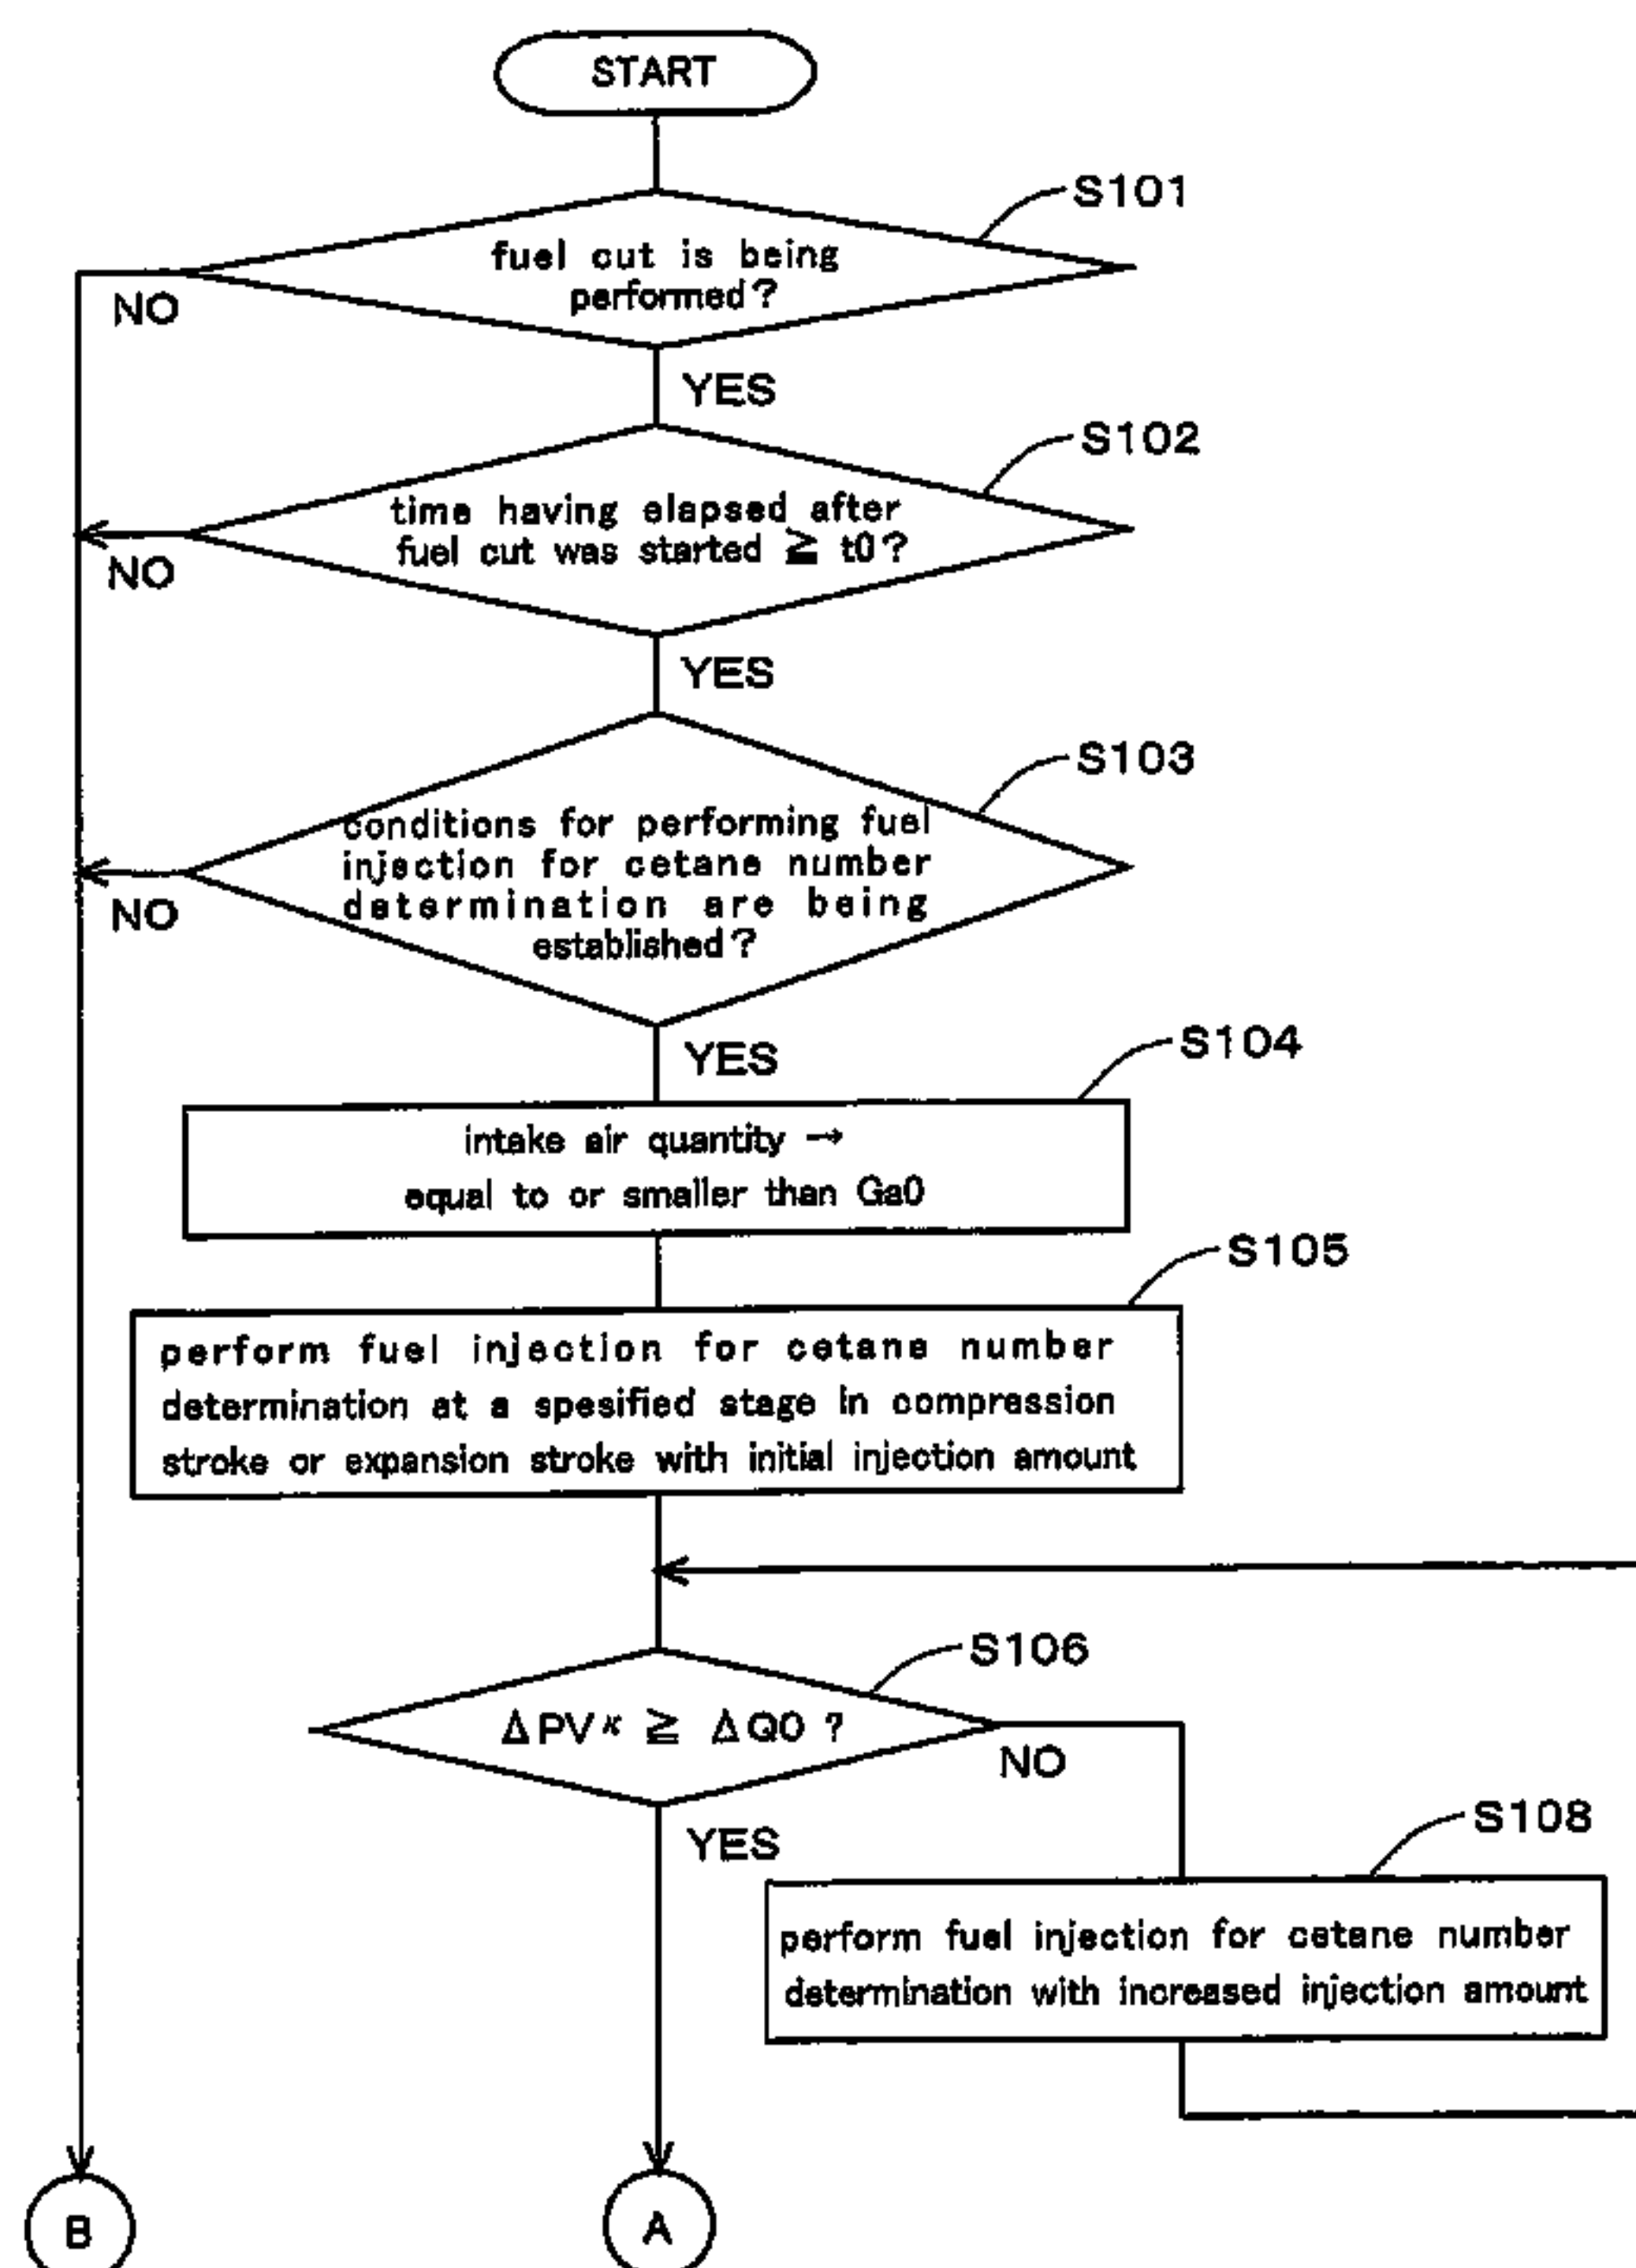 START
S101
fuel cut is being
performed?
NO
YES
S102
time having elapsed after
fuel cut was started ≧ t0?
NO
YES
S103
conditions for performing fuel
injection for cetane number
determination are being
established?
NO
YES
S104
intake air quantity →
equal to or smaller than Ga0
S105
perform fuel injection for cetane number
determination at a spesified stage in compression
stroke or expansion stroke with initial injection amount
S106
ΔPVᴷ ≧ ΔQ0 ?
NO
YES
S108
perform fuel injection for cetane number
determination with increased injection amount
B
A